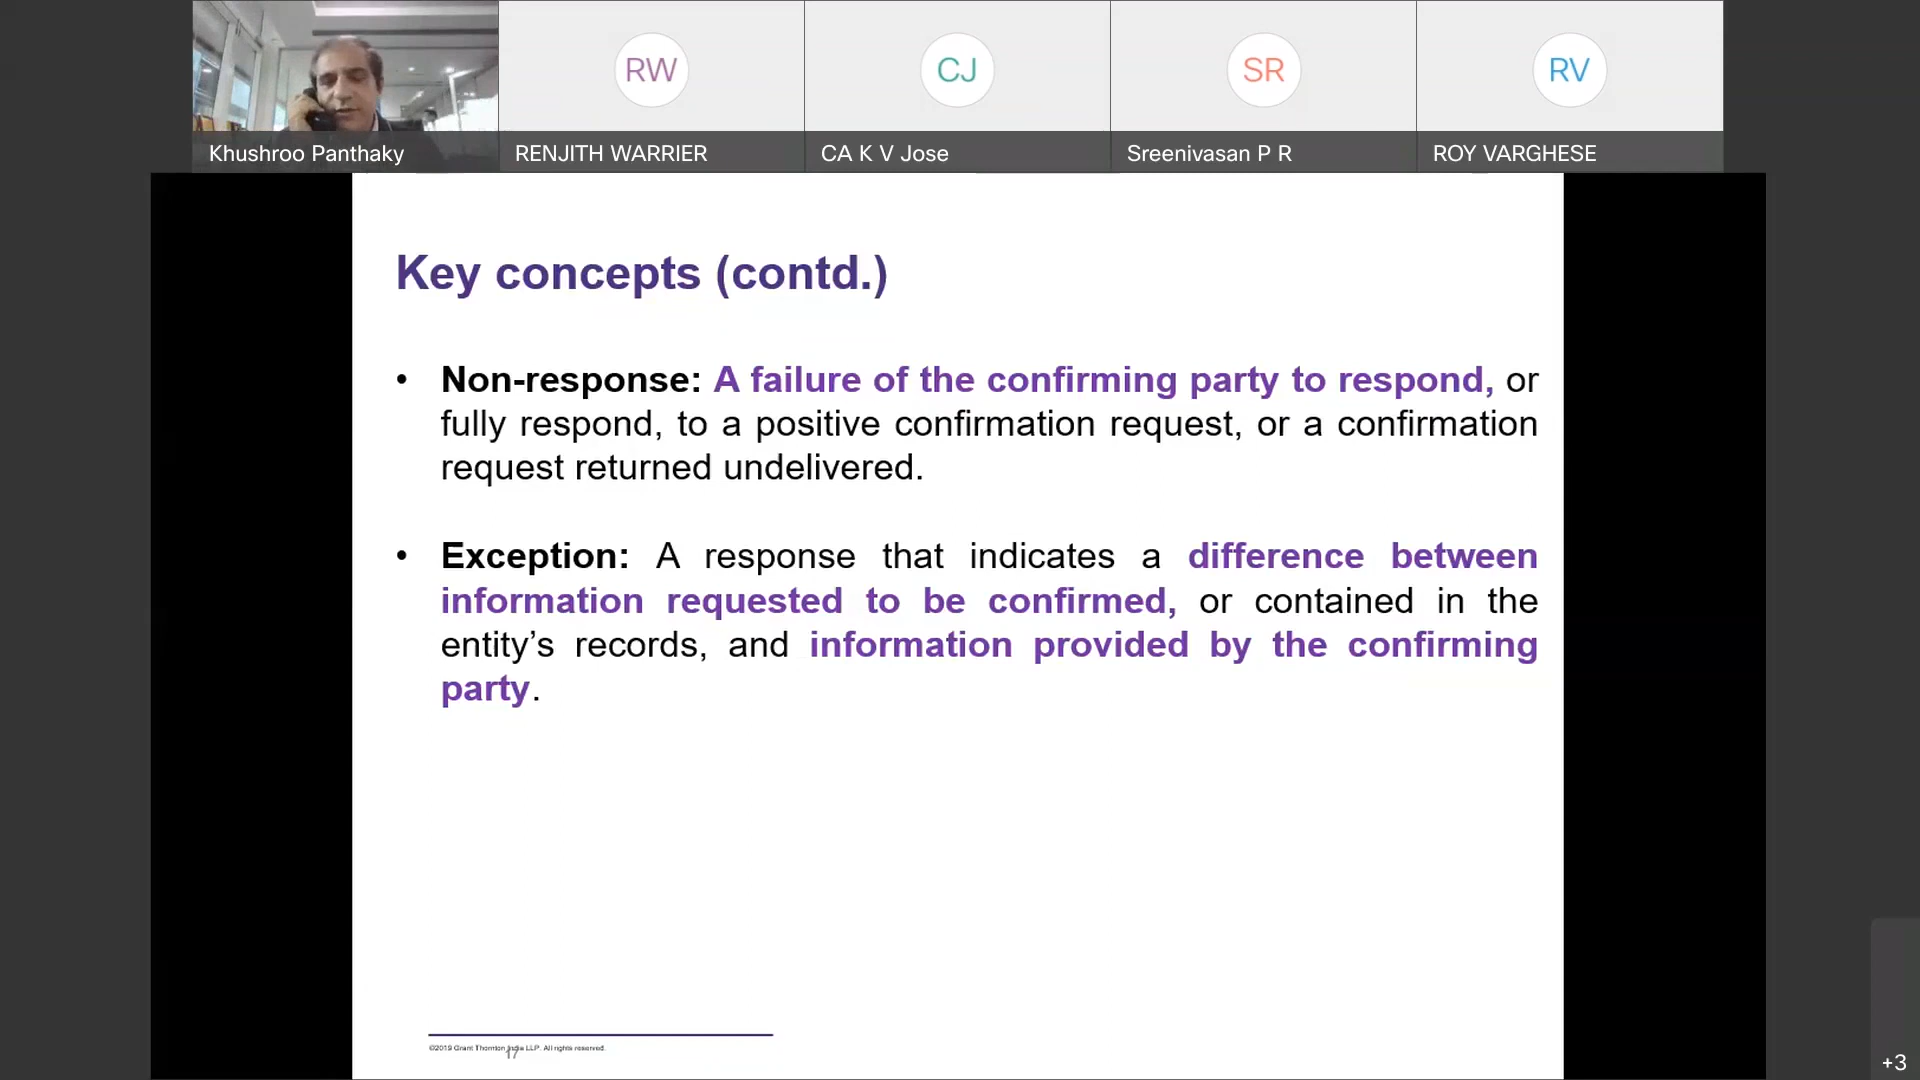 RW
CJ
SR
RV
Khushroo Panthaky
RENJITH WARRIER
CA K V Jose
Sreenivasan P R
ROY VARGHESE
Key concepts (contd.)
• Non-response: A failure of the confirming party to respond, or
fully respond, to a positive confirmation request, or a confirmation
request returned undelivered.
• Exception: A response that indicates a difference between
information requested to be confirmed, or contained in the
entity’s records, and information provided by the confirming
party.
©2019 Grant Thornton India LLP. All rights reserved.
17
+3